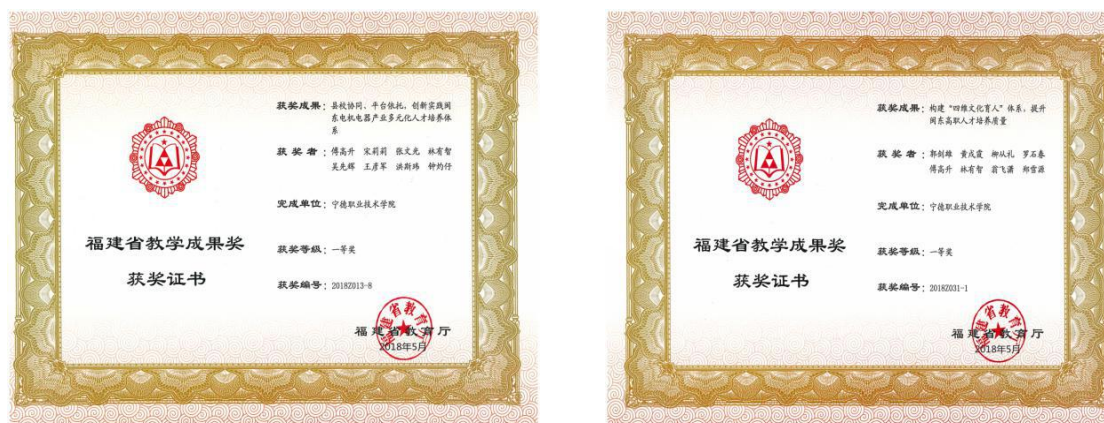 获奖成果：县校协同、平台依托，创新实践闽
东电机电器产业多元化人才培养体
系
获 奖 者：傅高升 宋莉莉 张文光 林有智
吴先辉 王彦军 洪斯玮 钟灼仔
完成单位：宁德职业技术学院
福建省教学成果奖
获奖证书
获奖等级：一等奖
获奖编号：2018Z013-8
福建省教育厅
2018年5月
获奖成果：构建“四维文化育人”体系，提升
闽东高职人才培养质量
获 奖 者：郭剑雄 黄成霞 柳从礼 罗石春
傅高升 林有智 翁飞潇 郑雪源
完成单位：宁德职业技术学院
福建省教学成果奖
获奖证书
获奖等级：一等奖
获奖编号：2018Z031-1
福建省教育厅
2018年5月